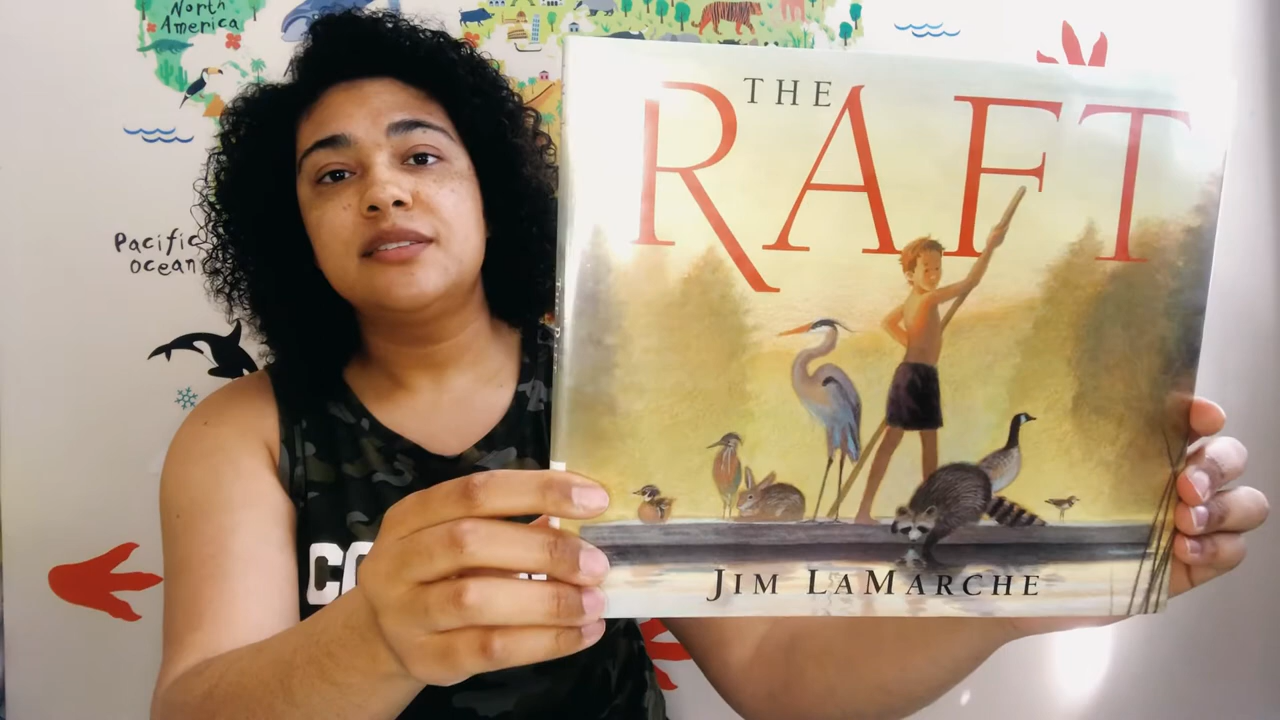 North
America
Pacific
ocean
THE
RAFT
JIM LAMARCHE